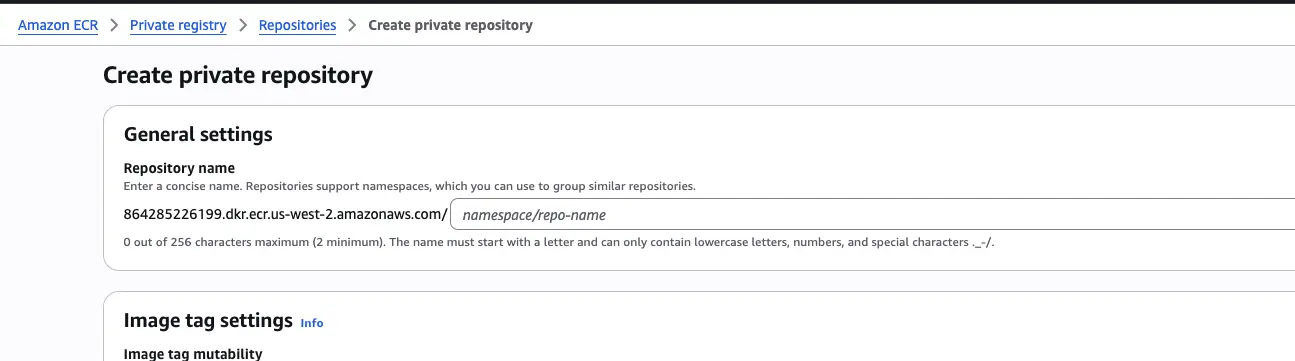 Amazon ECR > Private registry > Repositories > Create private repository
Create private repository
General settings
Repository name
Enter a concise name. Repositories support namespaces, which you can use to group similar repositories.
864285226199.dkr.ecr.us-west-2.amazonaws.com/ namespace/repo-name
0 out of 256 characters maximum (2 minimum). The name must start with a letter and can only contain lowercase letters, numbers, and special characters ._-/.
Image tag settings Info
Image tag mutability